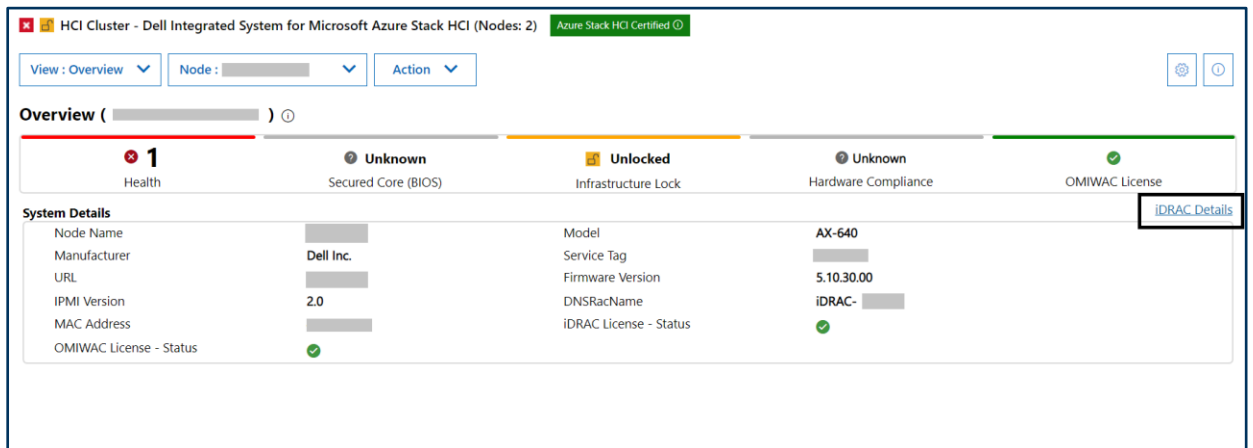 HCI Cluster - Dell Integrated System for Microsoft Azure Stack HCI (Nodes: 2) Azure Stack HCI Certified
View : Overview Node : Action
Overview ( )
1 Unknown Unlocked Unknown
Health Secured Core (BIOS) Infrastructure Lock Hardware Compliance OMIWAC License
System Details iDRAC Details
Node Name Model AX-640
Manufacturer Dell Inc. Service Tag
URL Firmware Version 5.10.30.00
IPMI Version 2.0 DNSRacName iDRAC-
MAC Address iDRAC License - Status
OMIWAC License - Status